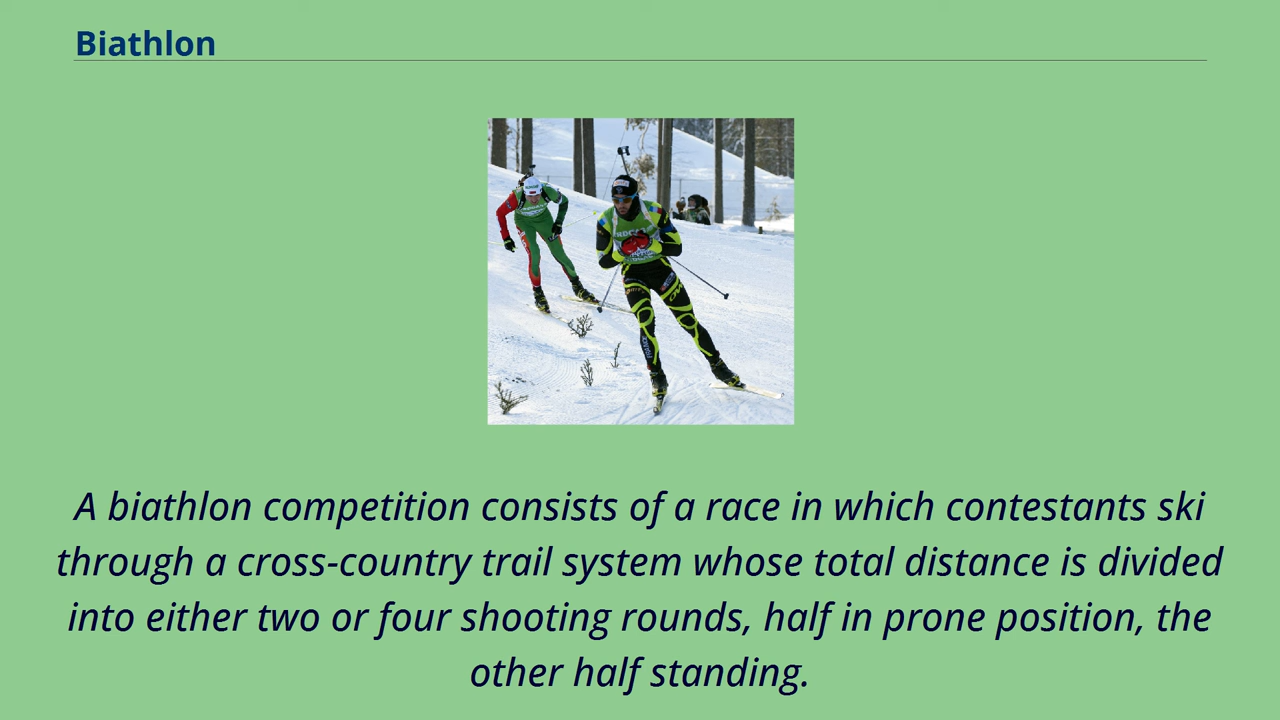 Biathlon
A biathlon competition consists of a race in which contestants ski
through a cross-country trail system whose total distance is divided
into either two or four shooting rounds, half in prone position, the
other half standing.